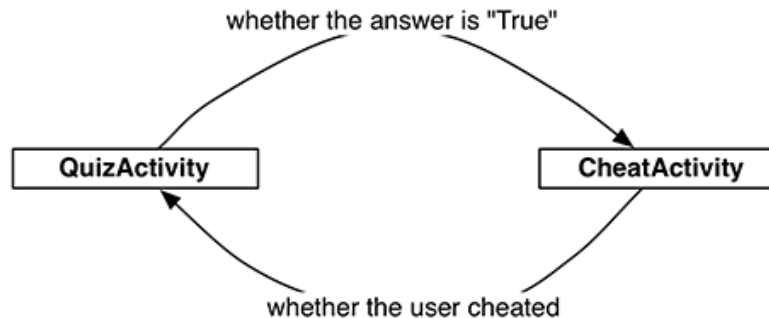 whether the answer is "True"
QuizActivity
CheatActivity
whether the user cheated